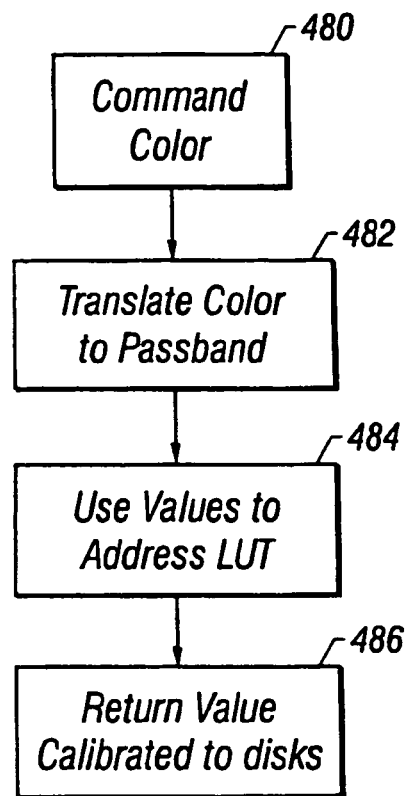 480
Command
Color
482
Translate Color
to Passband
484
Use Values to
Address LUT
486
Return Value
Calibrated to disks